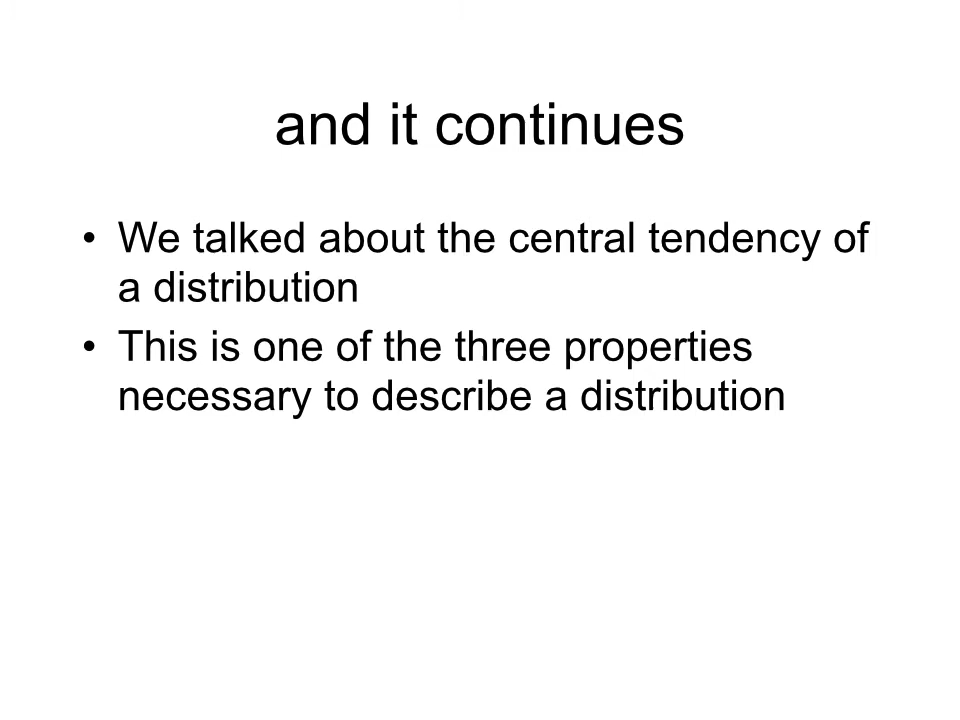 and it continues
• We talked about the central tendency of
a distribution
• This is one of the three properties
necessary to describe a distribution